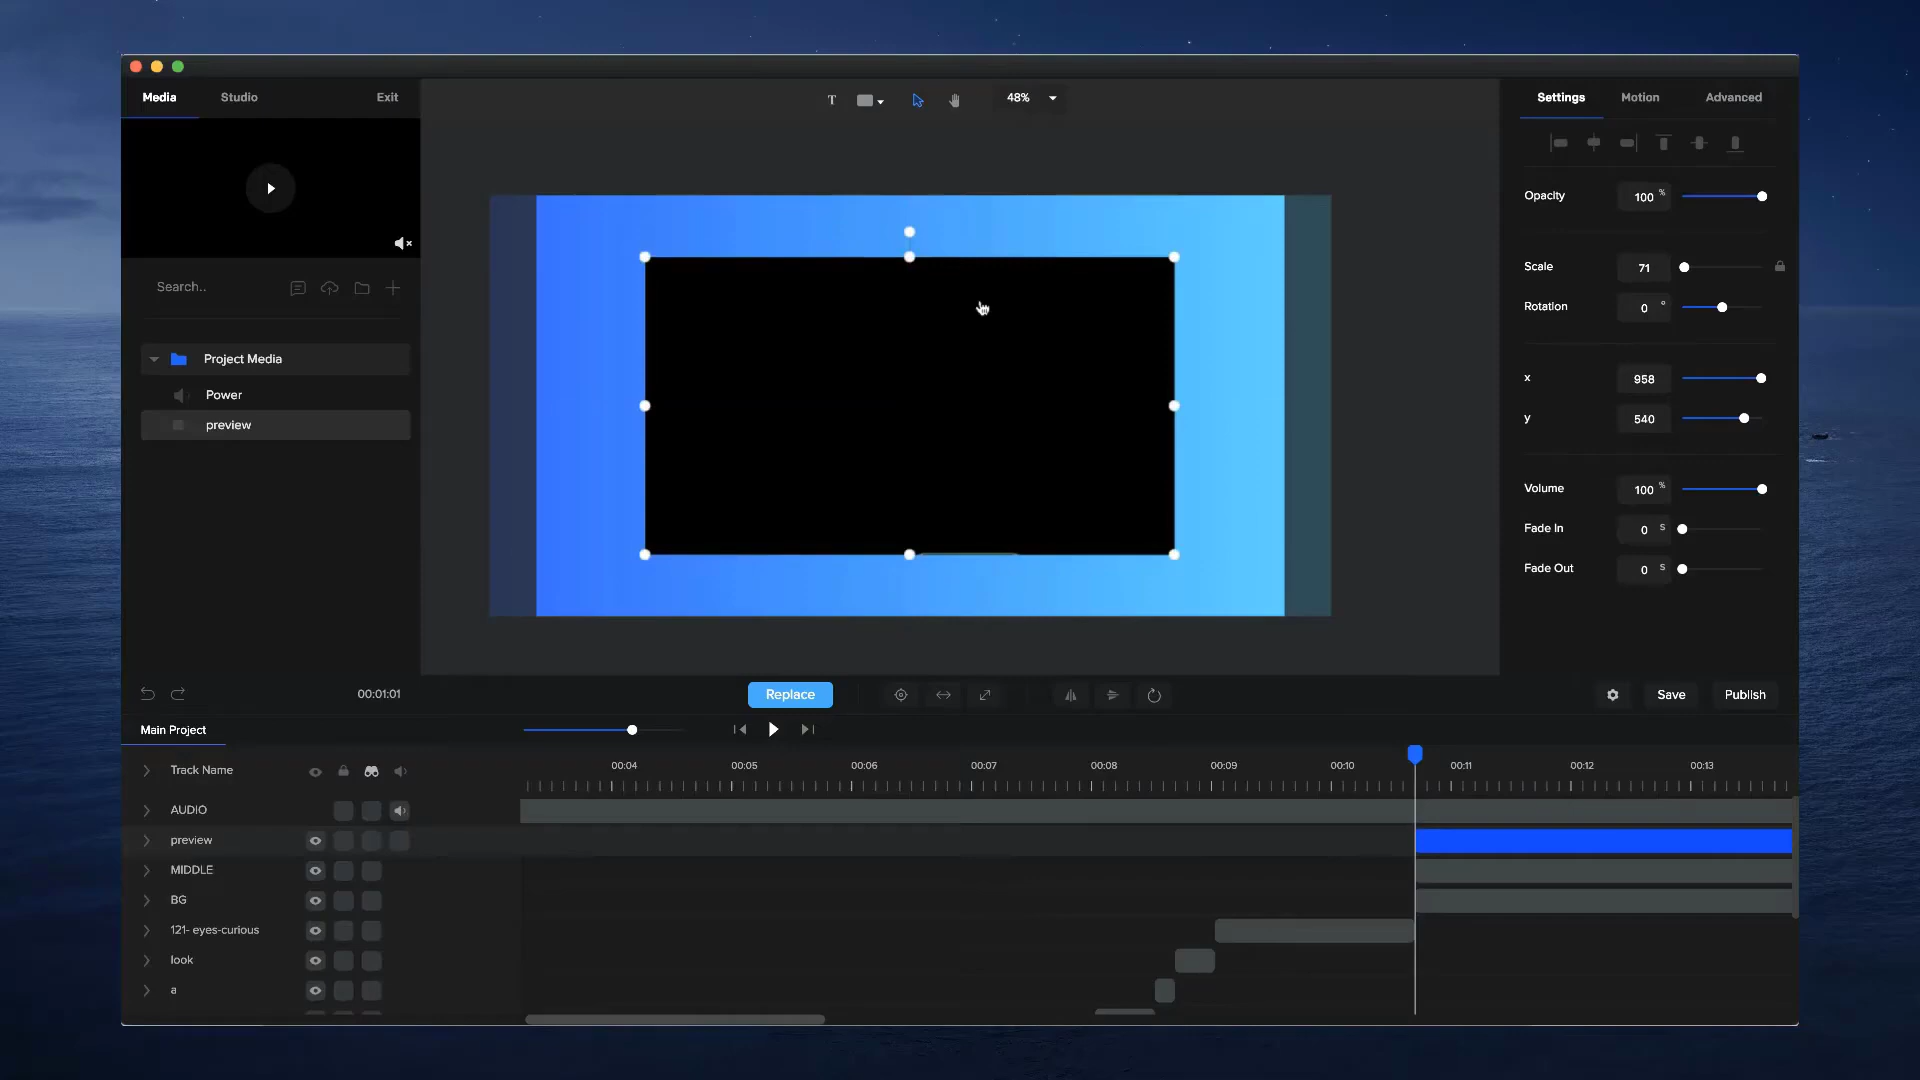 Media Studio Exit
T 48%
Settings Motion Advanced
Search..
Project Media
Power
preview
Opacity 100 %
Scale 71
Rotation 0 °
x 958
y 540
Volume 100 %
Fade In 0 s
Fade Out 0 s
00:01:01
Replace
Save Publish
Main Project
Track Name
00:04 00:05 00:06 00:07 00:08 00:09 00:10 00:11 00:12 00:13
AUDIO
preview
MIDDLE
BG
121- eyes-curious
look
a